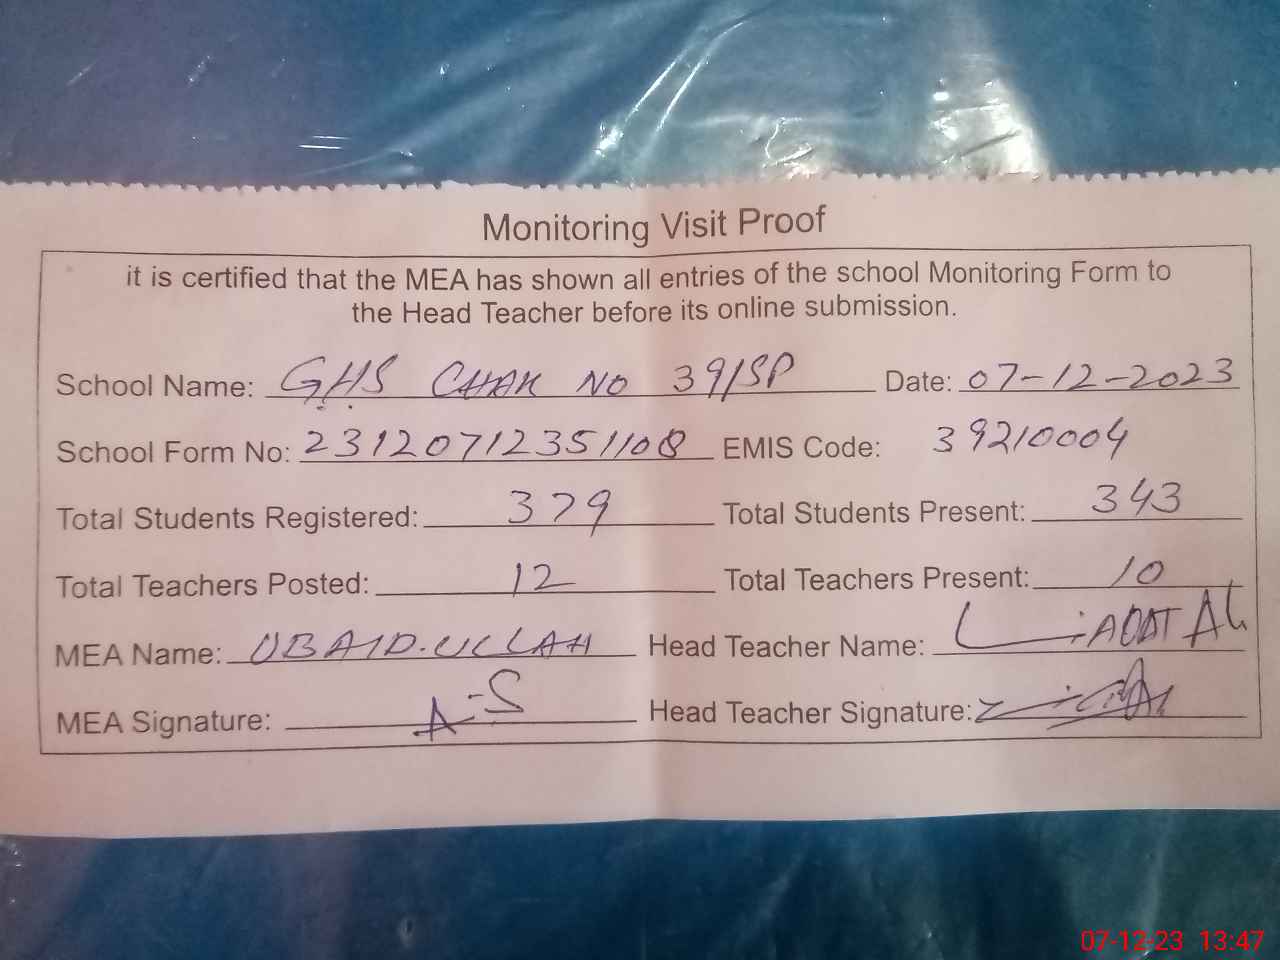 Monitoring Visit Proof
it is certified that the MEA has shown all entries of the school Monitoring Form to
the Head Teacher before its online submission.
School Name: GHS CHAK NO 39/SP Date: 07-12-2023
School Form No: 23120712351108 EMIS Code: 39210004
Total Students Registered: 379 Total Students Present: 343
Total Teachers Posted: 12 Total Teachers Present: 10
MEA Name: UBAID.ULLAH Head Teacher Name: LiAQAT Ali
MEA Signature: Head Teacher Signature:
07-12-23 13:47